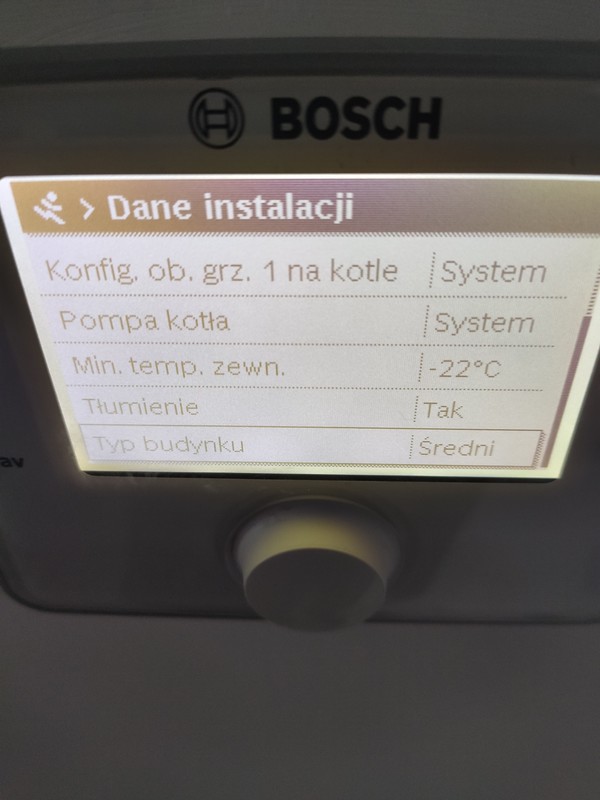 BOSCH
> Dane instalacji
Konfig. ob. grz. 1 na kotle System
Pompa kotła System
Min. temp. zewn. -22°C
Tłumienie Tak
Typ budynku Średni
av